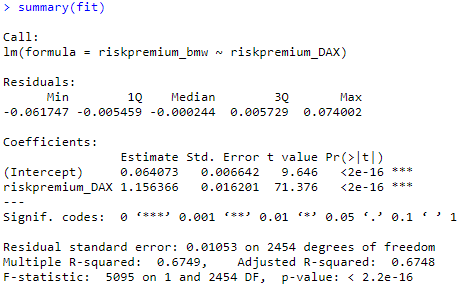 > summary(fit)
Call:
lm(formula = riskpremium_bmw ~ riskpremium_DAX)
Residuals:
      Min        1Q    Median        3Q       Max
-0.061747 -0.005459 -0.000244  0.005729  0.074002
Coefficients:
                Estimate Std. Error t value Pr(>|t|)
(Intercept)     0.064073   0.006642   9.646   <2e-16 ***
riskpremium_DAX 1.156366   0.016201  71.376   <2e-16 ***
---
Signif. codes:  0 ‘***’ 0.001 ‘**’ 0.01 ‘*’ 0.05 ‘.’ 0.1 ‘ ’ 1
Residual standard error: 0.01053 on 2454 degrees of freedom
Multiple R-squared:  0.6749,    Adjusted R-squared:  0.6748
F-statistic:  5095 on 1 and 2454 DF,  p-value: < 2.2e-16